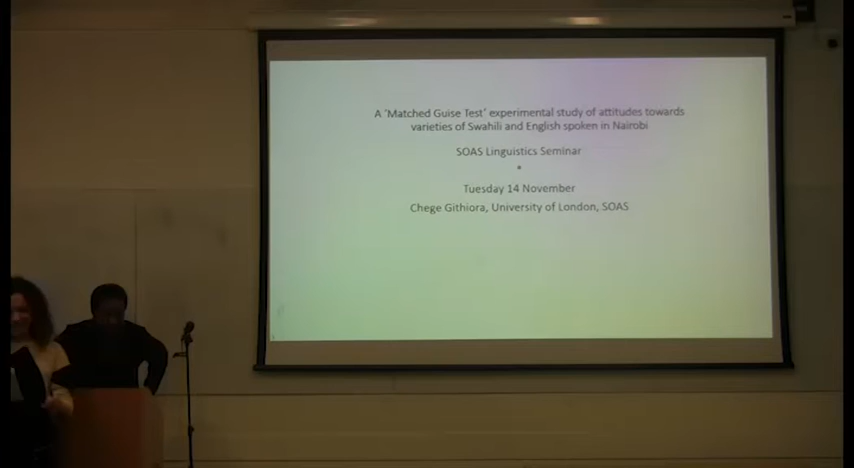 A 'Matched Guise Test' experimental study of attitudes towards
varieties of Swahili and English spoken in Nairobi
SOAS Linguistics Seminar
•
Tuesday 14 November
Chege Githiora, University of London, SOAS